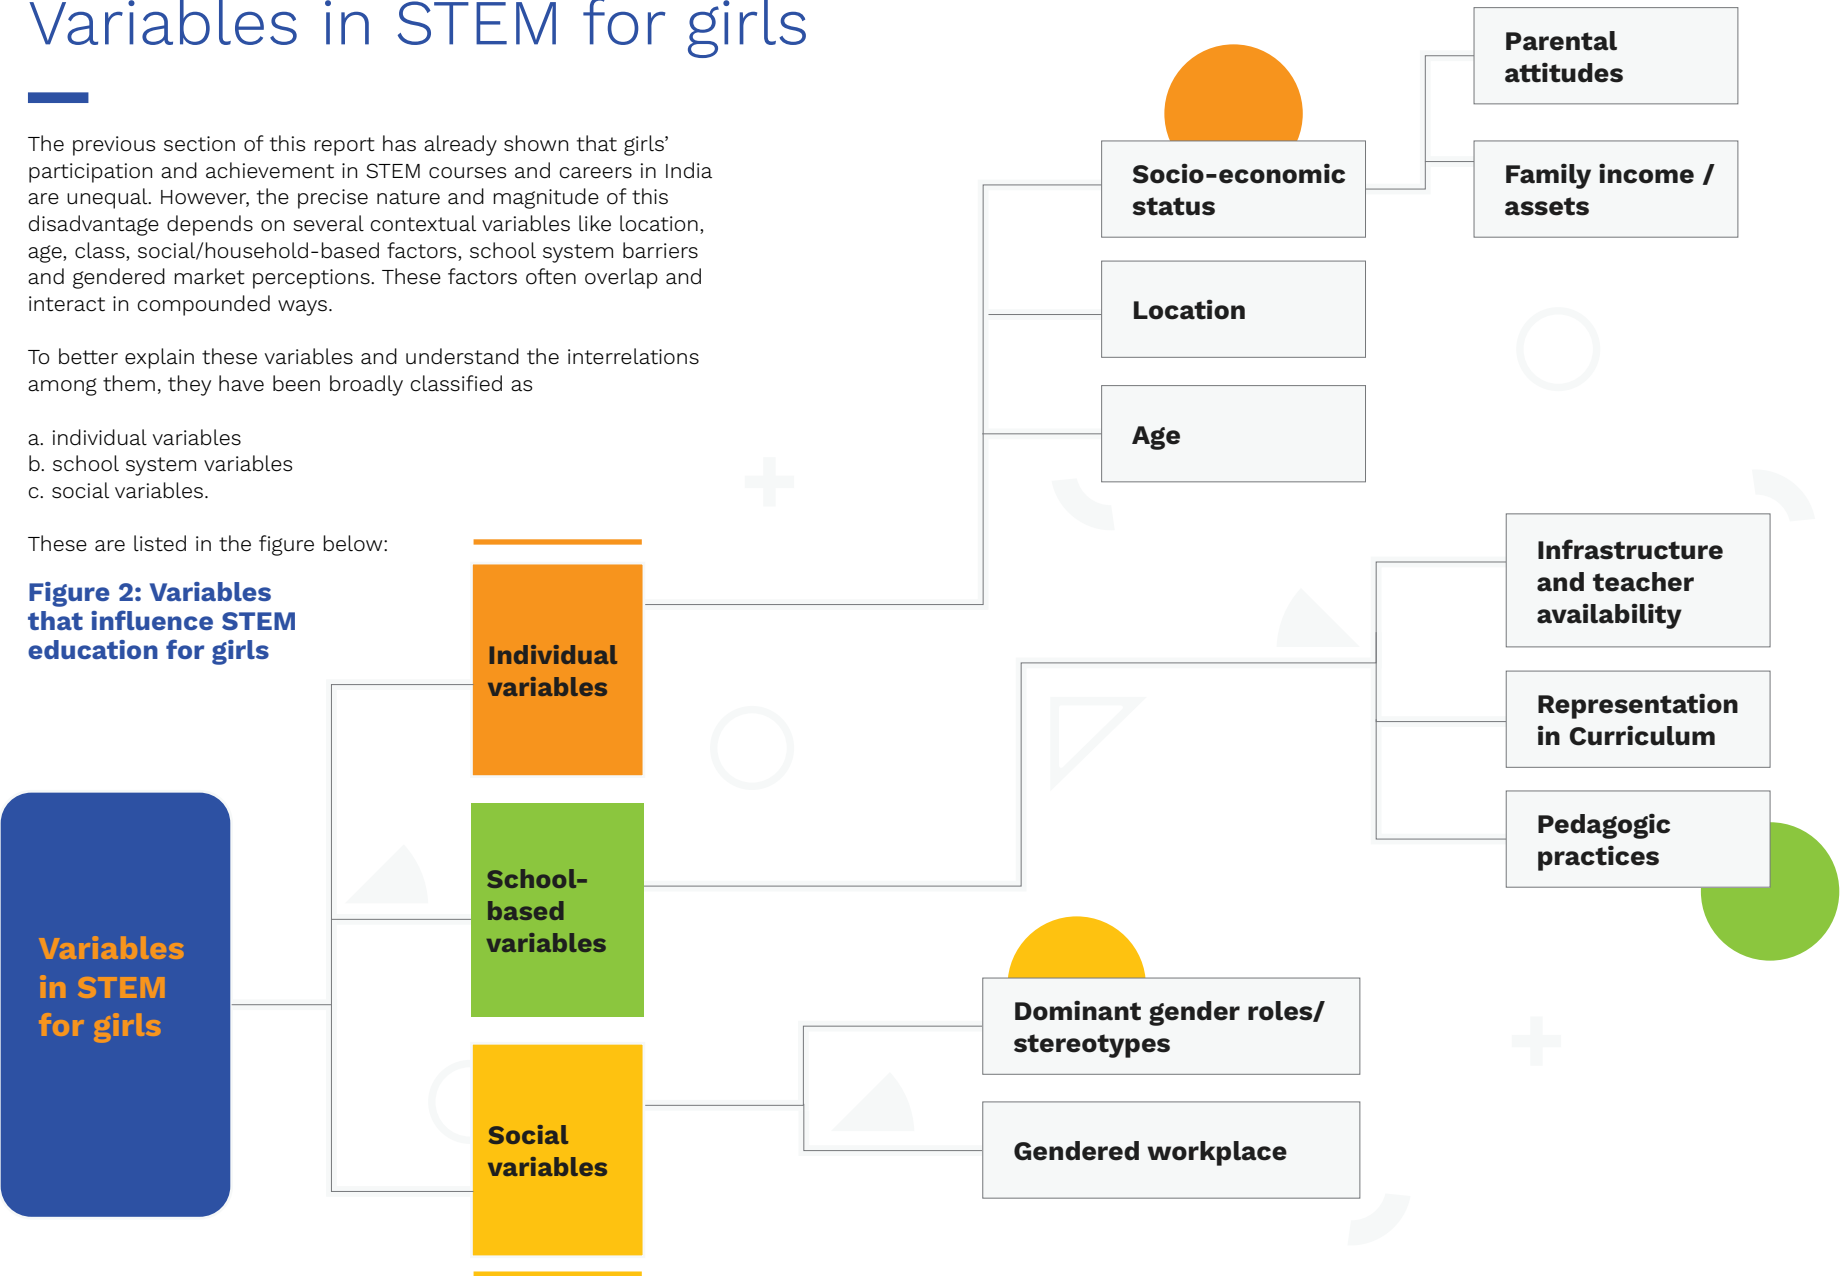 Variables in STEM for girls
The previous section of this report has already shown that girls’
participation and achievement in STEM courses and careers in India
are unequal. However, the precise nature and magnitude of this
disadvantage depends on several contextual variables like location,
age, class, social/household-based factors, school system barriers
and gendered market perceptions. These factors often overlap and
interact in compounded ways.
To better explain these variables and understand the interrelations
among them, they have been broadly classified as
a. individual variables
b. school system variables
c. social variables.
These are listed in the figure below:
Figure 2: Variables
that influence STEM
education for girls
Variables
in STEM
for girls
Individual
variables
Socio-economic
status
Parental
attitudes
Family income /
assets
Location
Age
School-
based
variables
Infrastructure
and teacher
availability
Representation
in Curriculum
Pedagogic
practices
Social
variables
Dominant gender roles/
stereotypes
Gendered workplace